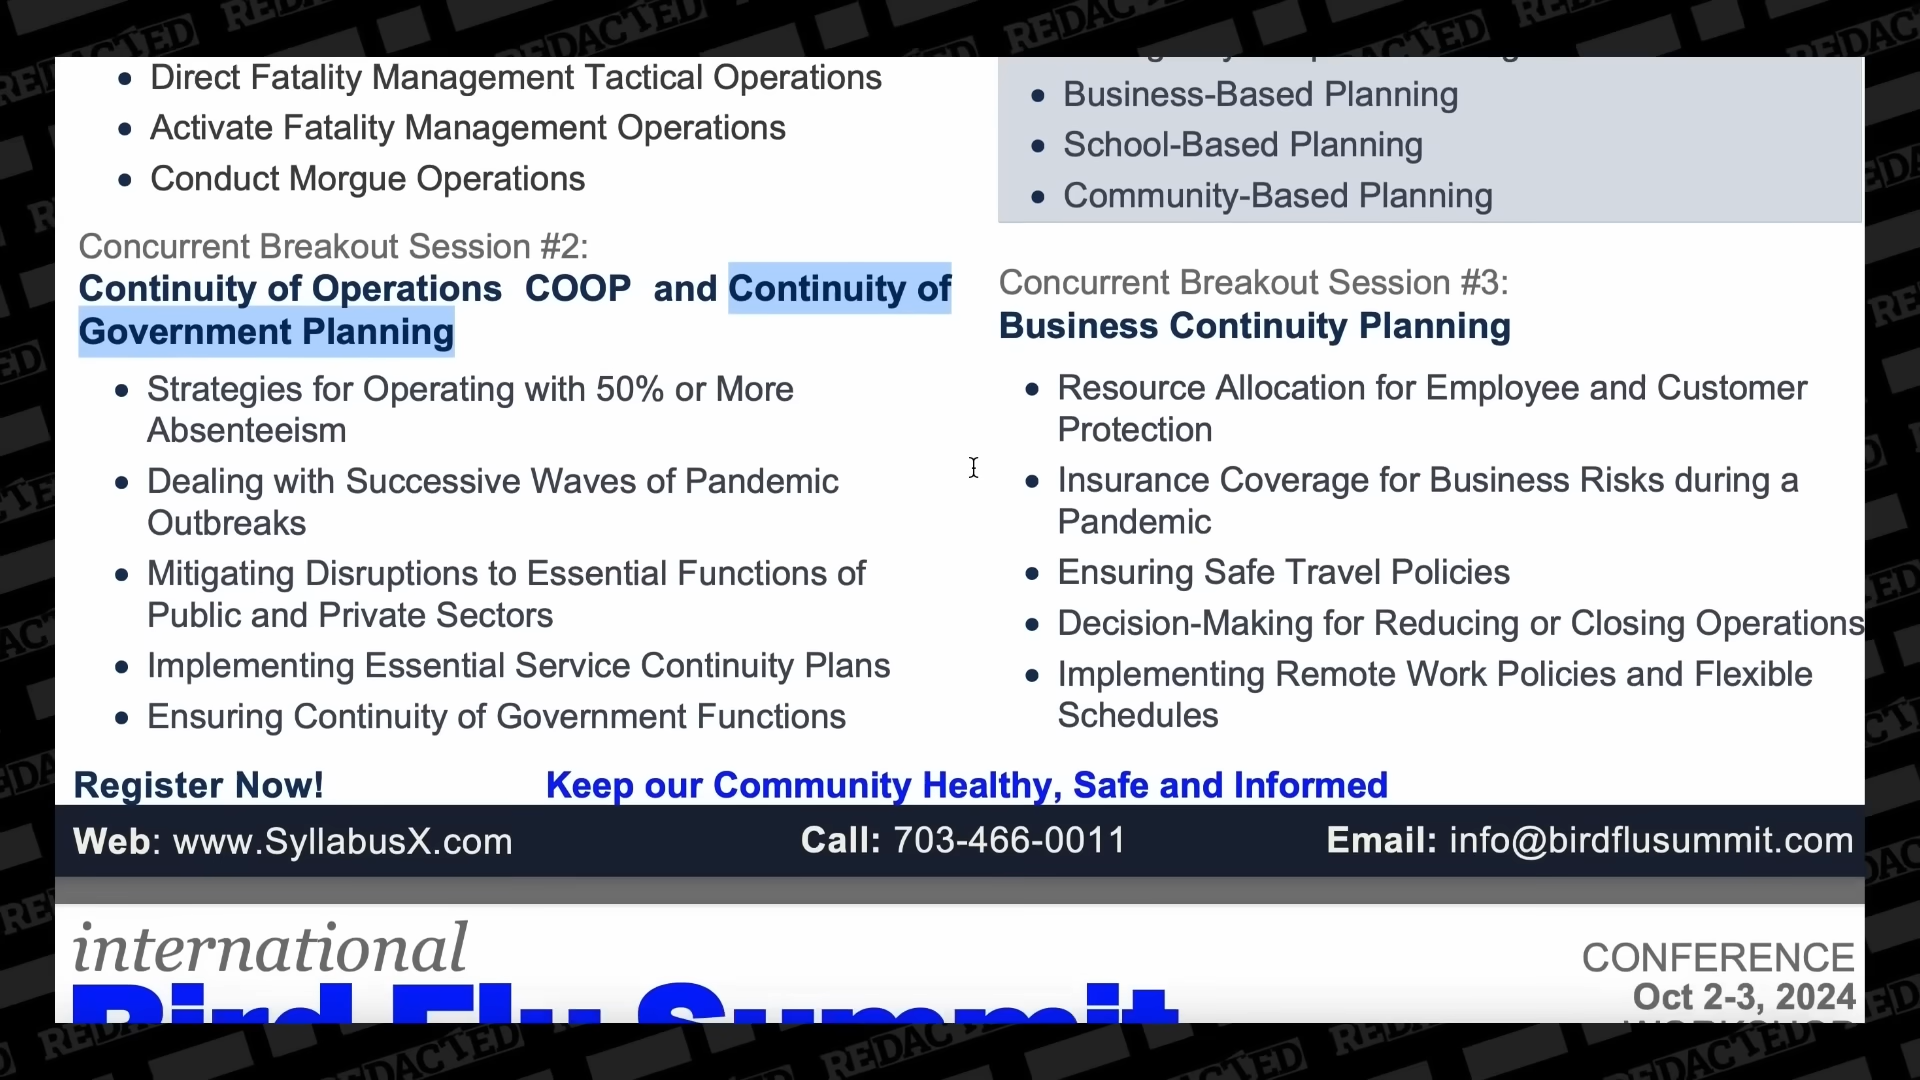 Direct Fatality Management Tactical Operations
Activate Fatality Management Operations
Conduct Morgue Operations
Concurrent Breakout Session #2:
Continuity of Operations COOP and Continuity of
Government Planning
Strategies for Operating with 50% or More
Absenteeism
Dealing with Successive Waves of Pandemic
Outbreaks
Mitigating Disruptions to Essential Functions of
Public and Private Sectors
Implementing Essential Service Continuity Plans
Ensuring Continuity of Government Functions
Business-Based Planning
School-Based Planning
Community-Based Planning
Concurrent Breakout Session #3:
Business Continuity Planning
Resource Allocation for Employee and Customer
Protection
Insurance Coverage for Business Risks during a
Pandemic
Ensuring Safe Travel Policies
Decision-Making for Reducing or Closing Operations
Implementing Remote Work Policies and Flexible
Schedules
Register Now! Keep our Community Healthy, Safe and Informed
Web: www.SyllabusX.com Call: 703-466-0011 Email: info@birdflusummit.com
international
Bird Flu Summit
CONFERENCE
Oct 2-3, 2024
REDACTED
REDACTED
REDACTED
REDACTED